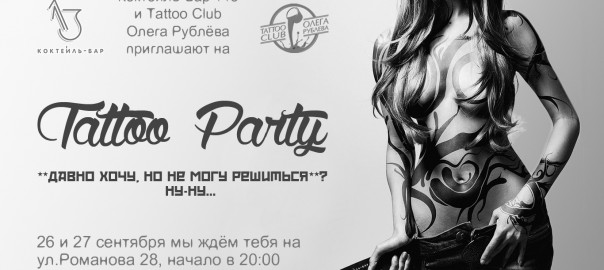 КОКТЕЙЛЬ-БАР
и Tattoo Club
Олега Рублёва
приглашают на
TATTOO CLUB
ОЛЕГА РУБЛЁВА
Tattoo Party
**ДАВНО ХОЧУ, НО НЕ МОГУ РЕШИТЬСЯ**?
НУ-НУ...
26 и 27 сентября мы ждём тебя на
ул.Романова 28, начало в 20:00